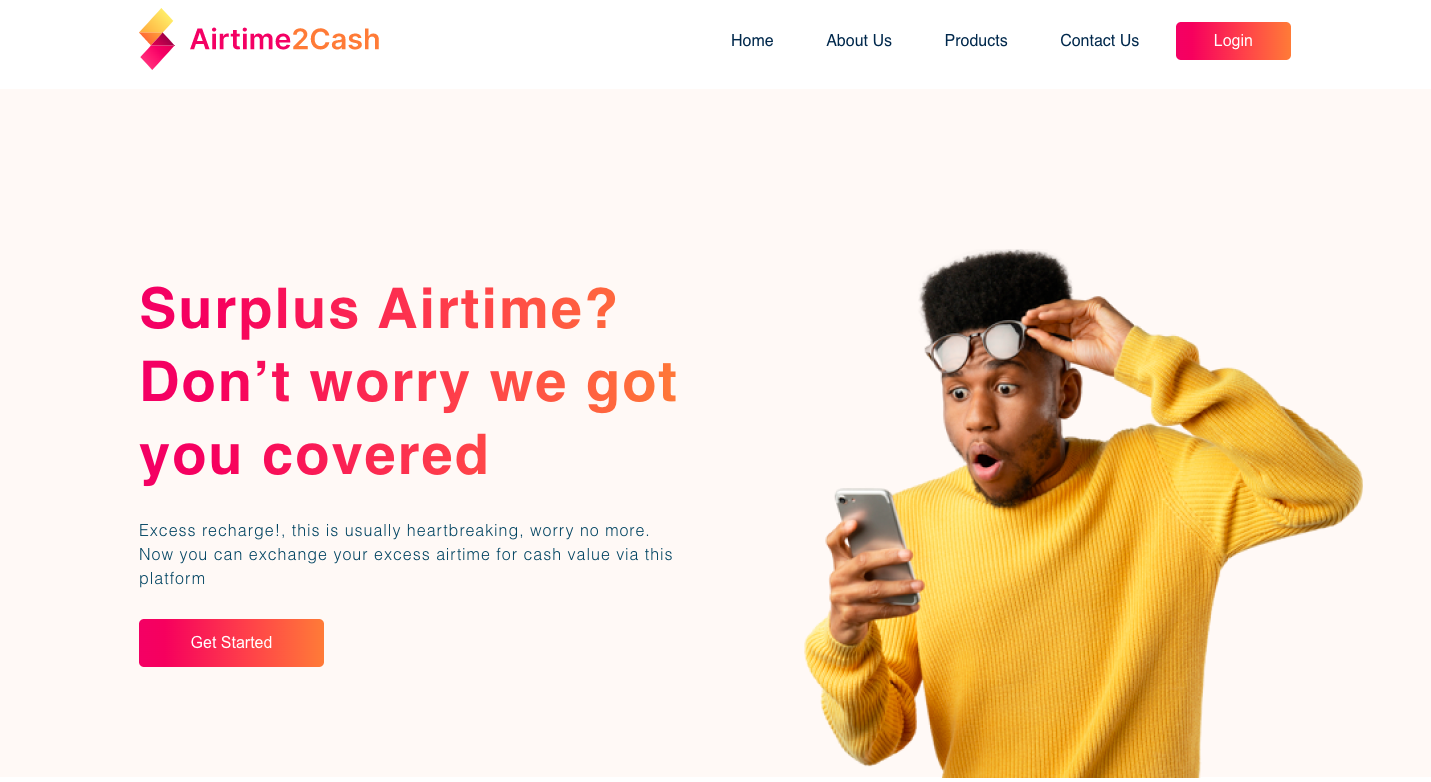 Airtime2Cash
Home
About Us
Products
Contact Us
Login
Surplus Airtime?
Don’t worry we got
you covered
Excess recharge!, this is usually heartbreaking, worry no more.
Now you can exchange your excess airtime for cash value via this
platform
Get Started